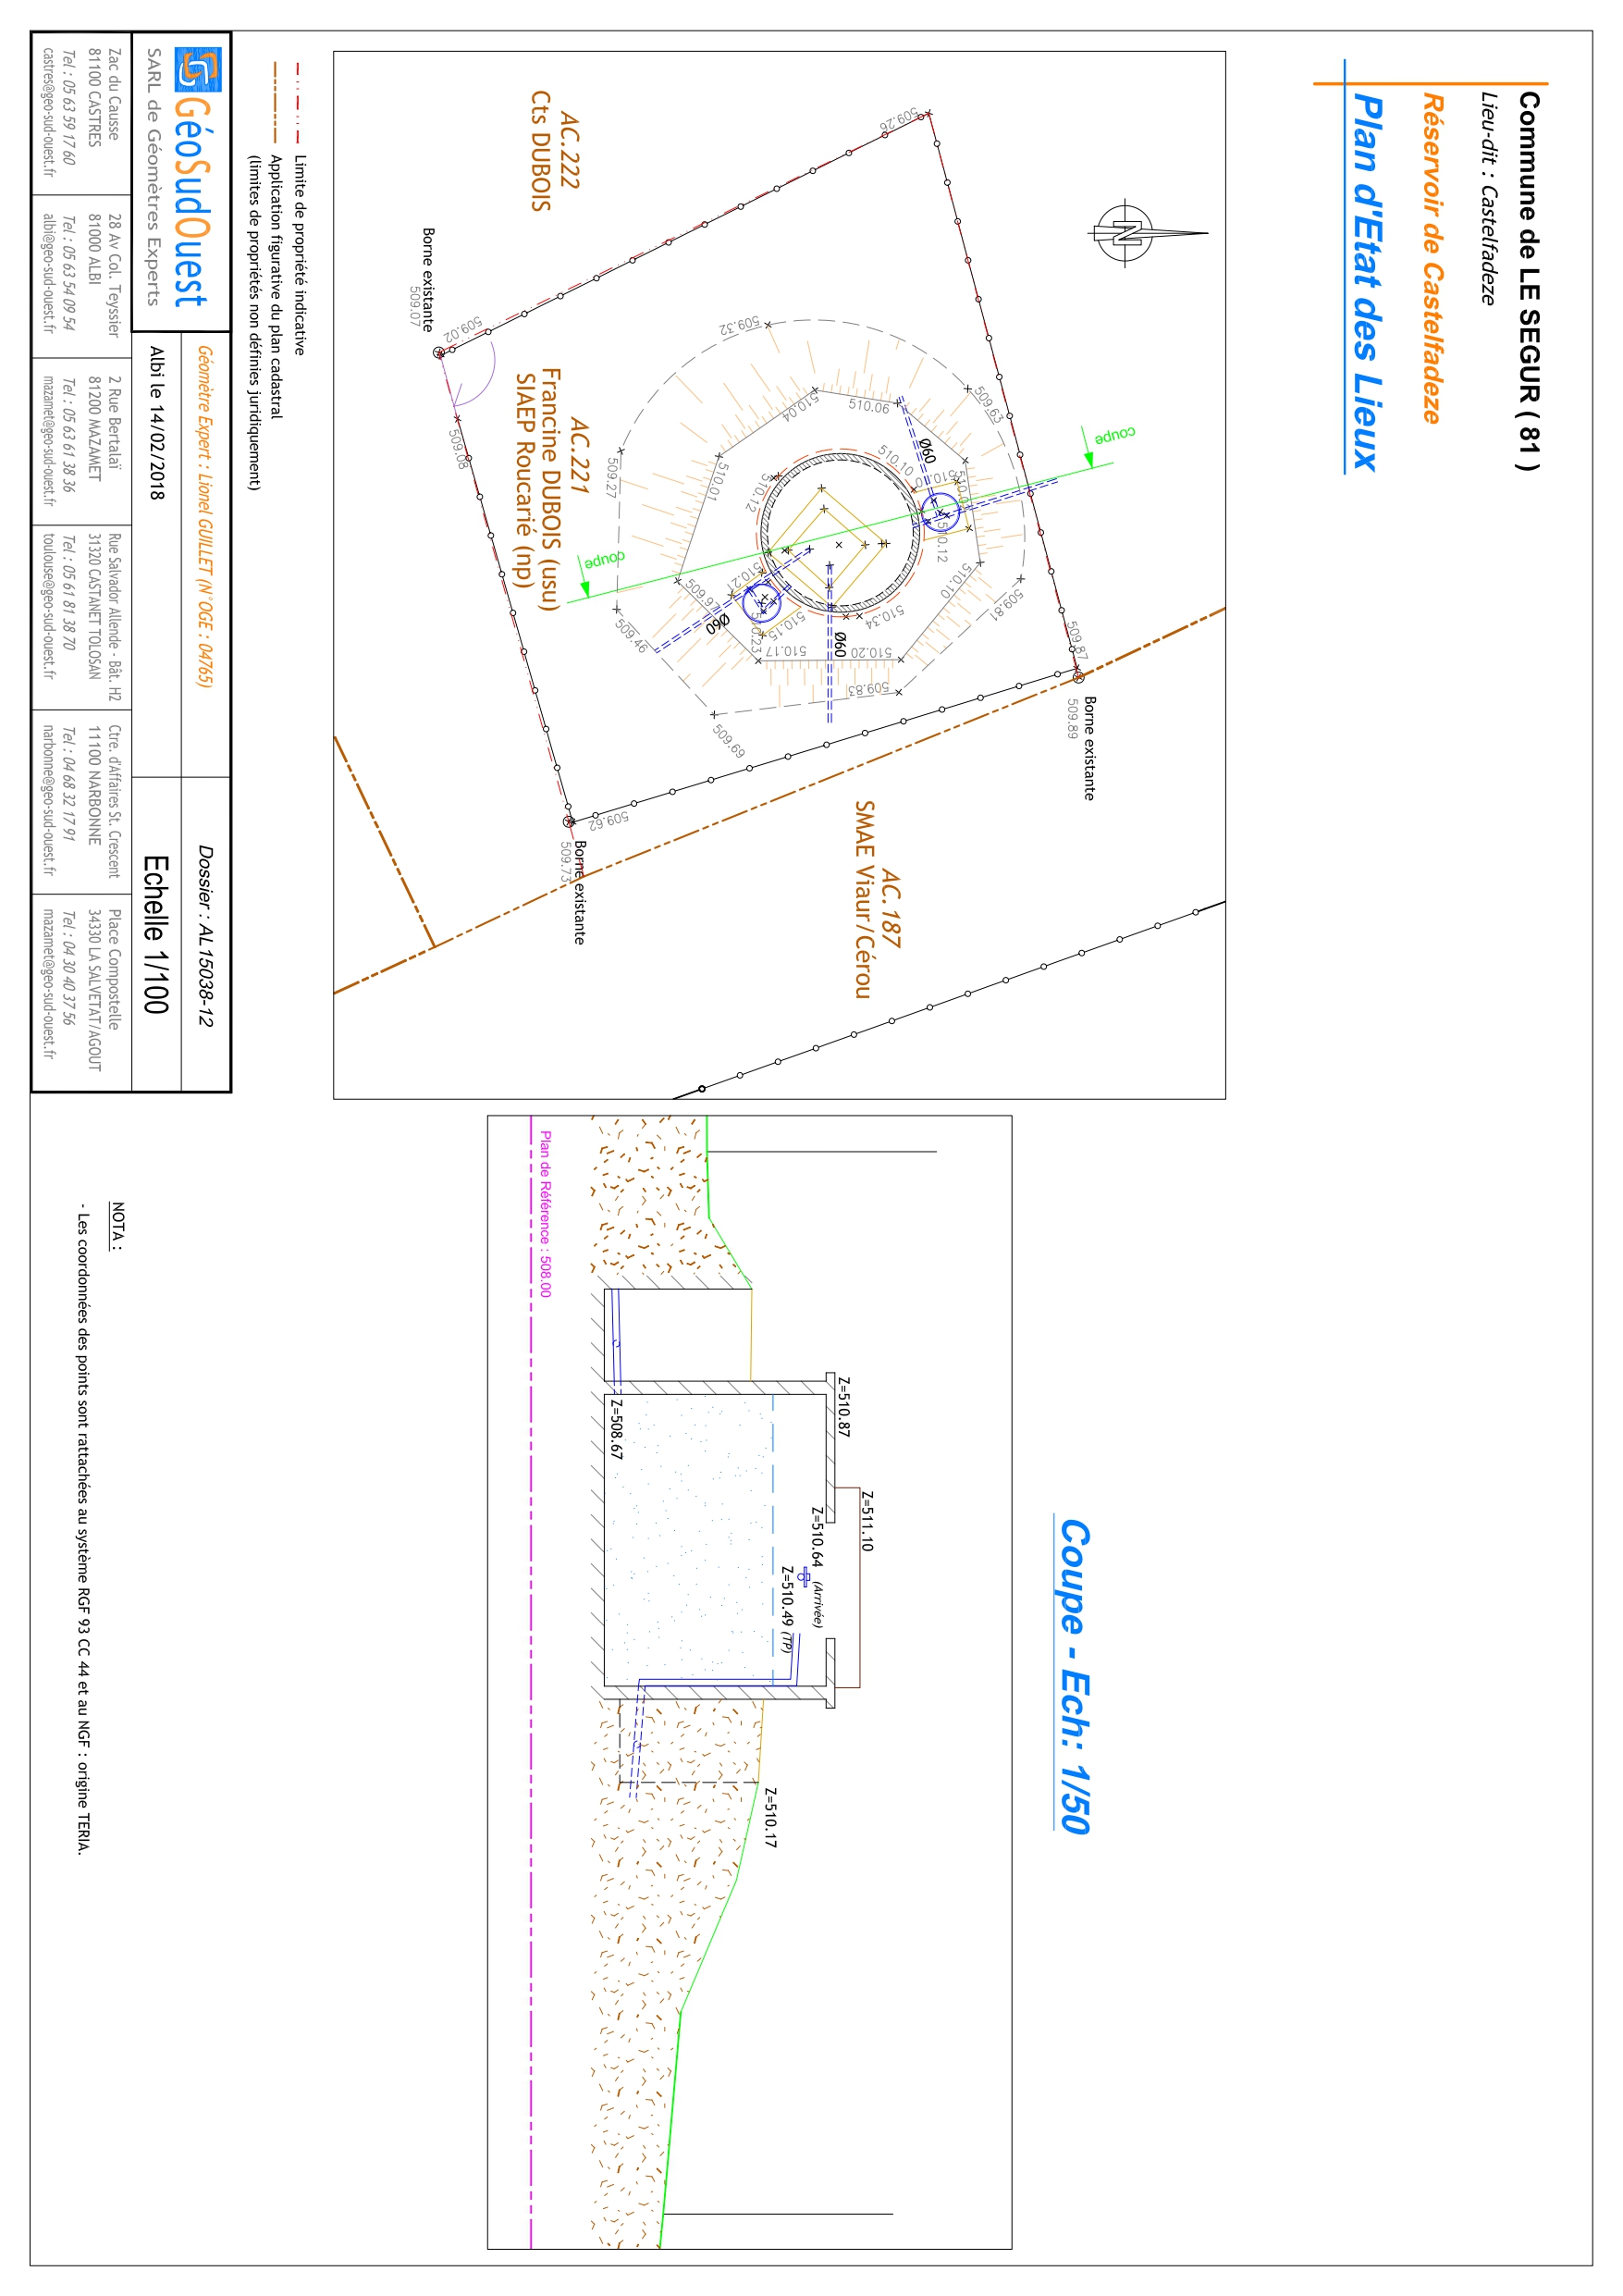 Commune de LE SEGUR ( 81 )
Lieu-dit : Castelfadeze
Réservoir de Castelfadeze
Plan d'Etat des Lieux
coupe
509.26
509.63
509.32
510.06
510.04
Ø60
510.10
510.10
510.12
510.01
510.12
509.27
510.10
509.81
509.87
Borne existante
509.89
AC.222
Cts DUBOIS
Borne existante
509.07
509.02
509.08
AC.221
Francine DUBOIS (usu)
SIAEP Roucarié (np)
coupe
509.67
510.21
Ø60
510.23
510.15
510.17
510.34
Ø60
510.20
509.46
509.83
509.69
509.62
Borne existante
509.73
AC.187
SMAE Viaur/Cérou
Limite de propriété indicative
Application figurative du plan cadastral
(limites de propriétés non définies juridiquement)
GéoSudOuest
SARL de Géomètres Experts
Géomètre Expert : Lionel GUILLET (N°OGE : 04765)
Dossier : AL15038-12
Albi le 14/02/2018
Echelle 1/100
Zac du Causse
81100 CASTRES
Tel : 05 63 59 17 60
castres@geo-sud-ouest.fr
28 Av Col. Teyssier
81000 ALBI
Tel : 05 63 54 09 54
albi@geo-sud-ouest.fr
2 Rue Bertalaï
81200 MAZAMET
Tel : 05 63 61 38 36
mazamet@geo-sud-ouest.fr
Rue Salvador Allende - Bât. H2
31320 CASTANET TOLOSAN
Tel : 05 61 81 38 70
toulouse@geo-sud-ouest.fr
Ctre. d'Affaires St. Crescent
11100 NARBONNE
Tel : 04 68 32 17 91
narbonne@geo-sud-ouest.fr
Place Compostelle
34330 LA SALVETAT/AGOUT
Tel : 04 30 40 37 56
mazamet@geo-sud-ouest.fr
Coupe - Ech: 1/50
Z=511.10
Z=510.87
Z=510.64 (Arrivée)
Z=510.49 (TP)
Z=510.17
Z=508.67
Plan de Référence : 508.00
NOTA :
- Les coordonnées des points sont rattachées au système RGF 93 CC 44 et au NGF : origine TERIA.